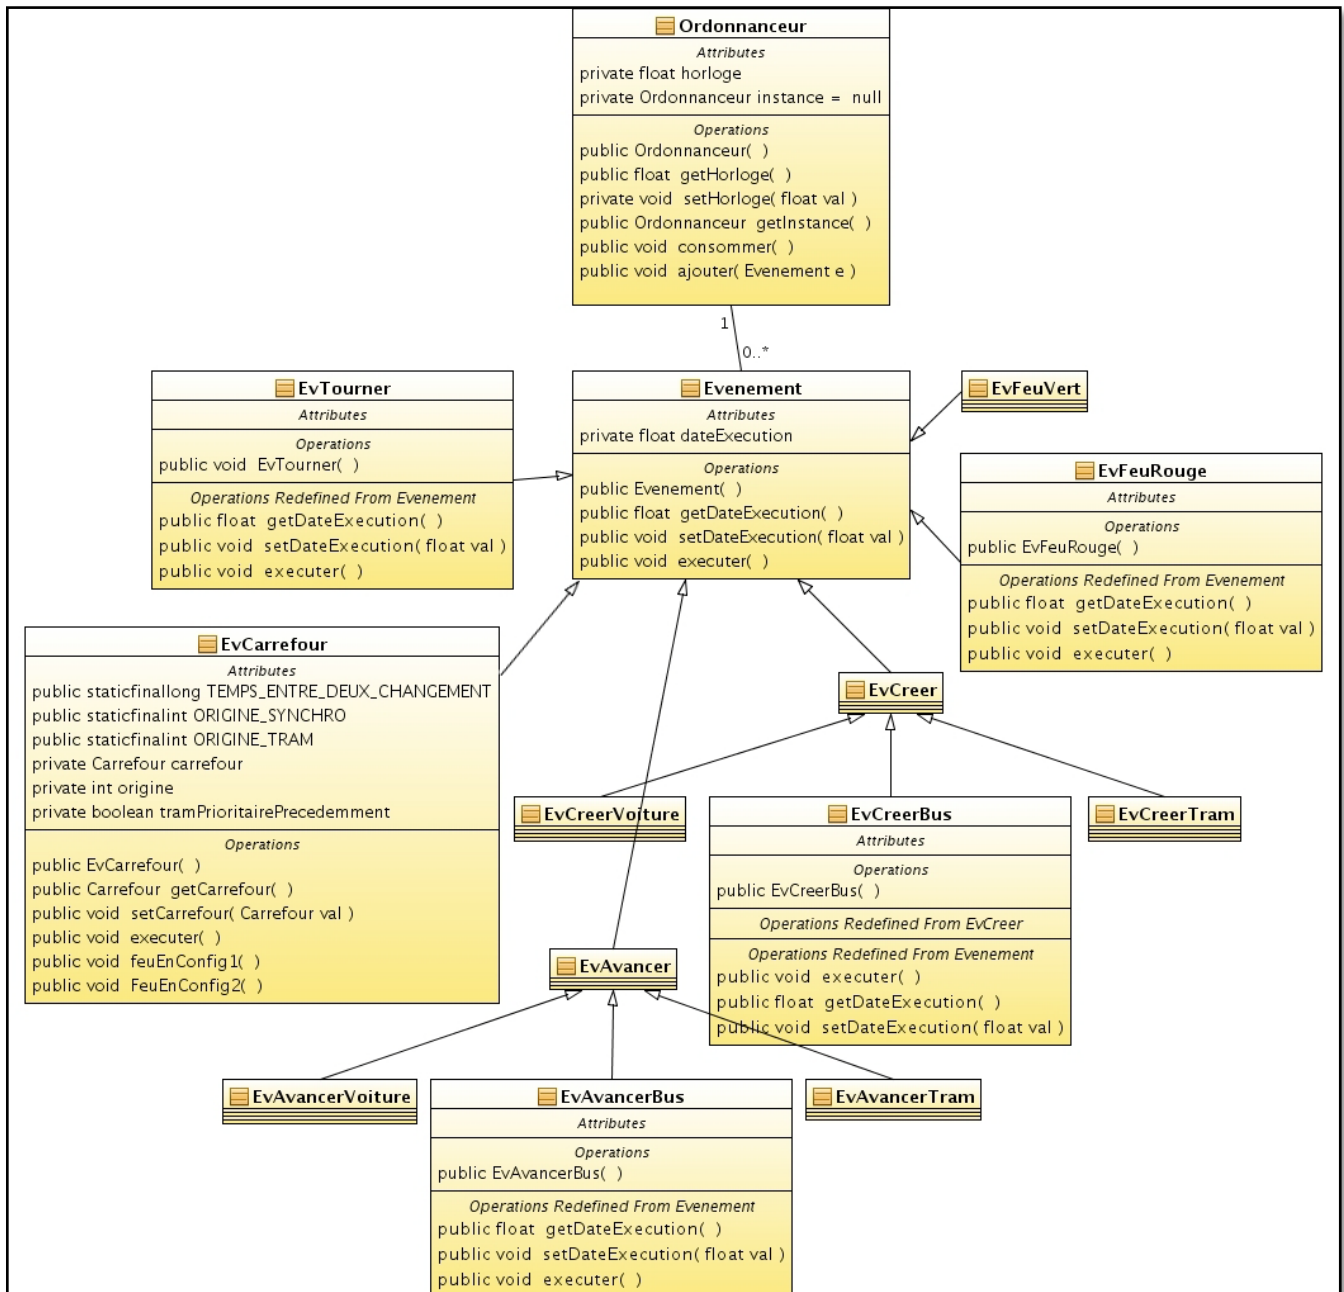 Ordonnanceur
Attributes
private float horloge
private Ordonnanceur instance = null
Operations
public Ordonnanceur( )
public float getHorloge( )
private void setHorloge( float val )
public Ordonnanceur getInstance( )
public void consommer( )
public void ajouter( Evenement e )
1
0..*
EvTourner
Attributes
Operations
public void EvTourner( )
Operations Redefined From Evenement
public float getDateExecution( )
public void setDateExecution( float val )
public void executer( )
Evenement
Attributes
private float dateExecution
Operations
public Evenement( )
public float getDateExecution( )
public void setDateExecution( float val )
public void executer( )
EvFeuVert
EvFeuRouge
Attributes
Operations
public EvFeuRouge( )
Operations Redefined From Evenement
public float getDateExecution( )
public void setDateExecution( float val )
public void executer( )
EvCarrefour
Attributes
public staticfinallong TEMPS_ENTRE_DEUX_CHANGEMENT
public staticfinalint ORIGINE_SYNCHRO
public staticfinalint ORIGINE_TRAM
private Carrefour carrefour
private int origine
private boolean tramPrioritairePrecedemment
Operations
public EvCarrefour( )
public Carrefour getCarrefour( )
public void setCarrefour( Carrefour val )
public void executer( )
public void feuEnConfig1( )
public void FeuEnConfig2( )
EvCreer
EvCreerVoiture
EvCreerBus
Attributes
Operations
public EvCreerBus( )
Operations Redefined From EvCreer
Operations Redefined From Evenement
public void executer( )
public float getDateExecution( )
public void setDateExecution( float val )
EvCreerTram
EvAvancer
EvAvancerVoiture
EvAvancerBus
Attributes
Operations
public EvAvancerBus( )
Operations Redefined From Evenement
public float getDateExecution( )
public void setDateExecution( float val )
public void executer( )
EvAvancerTram